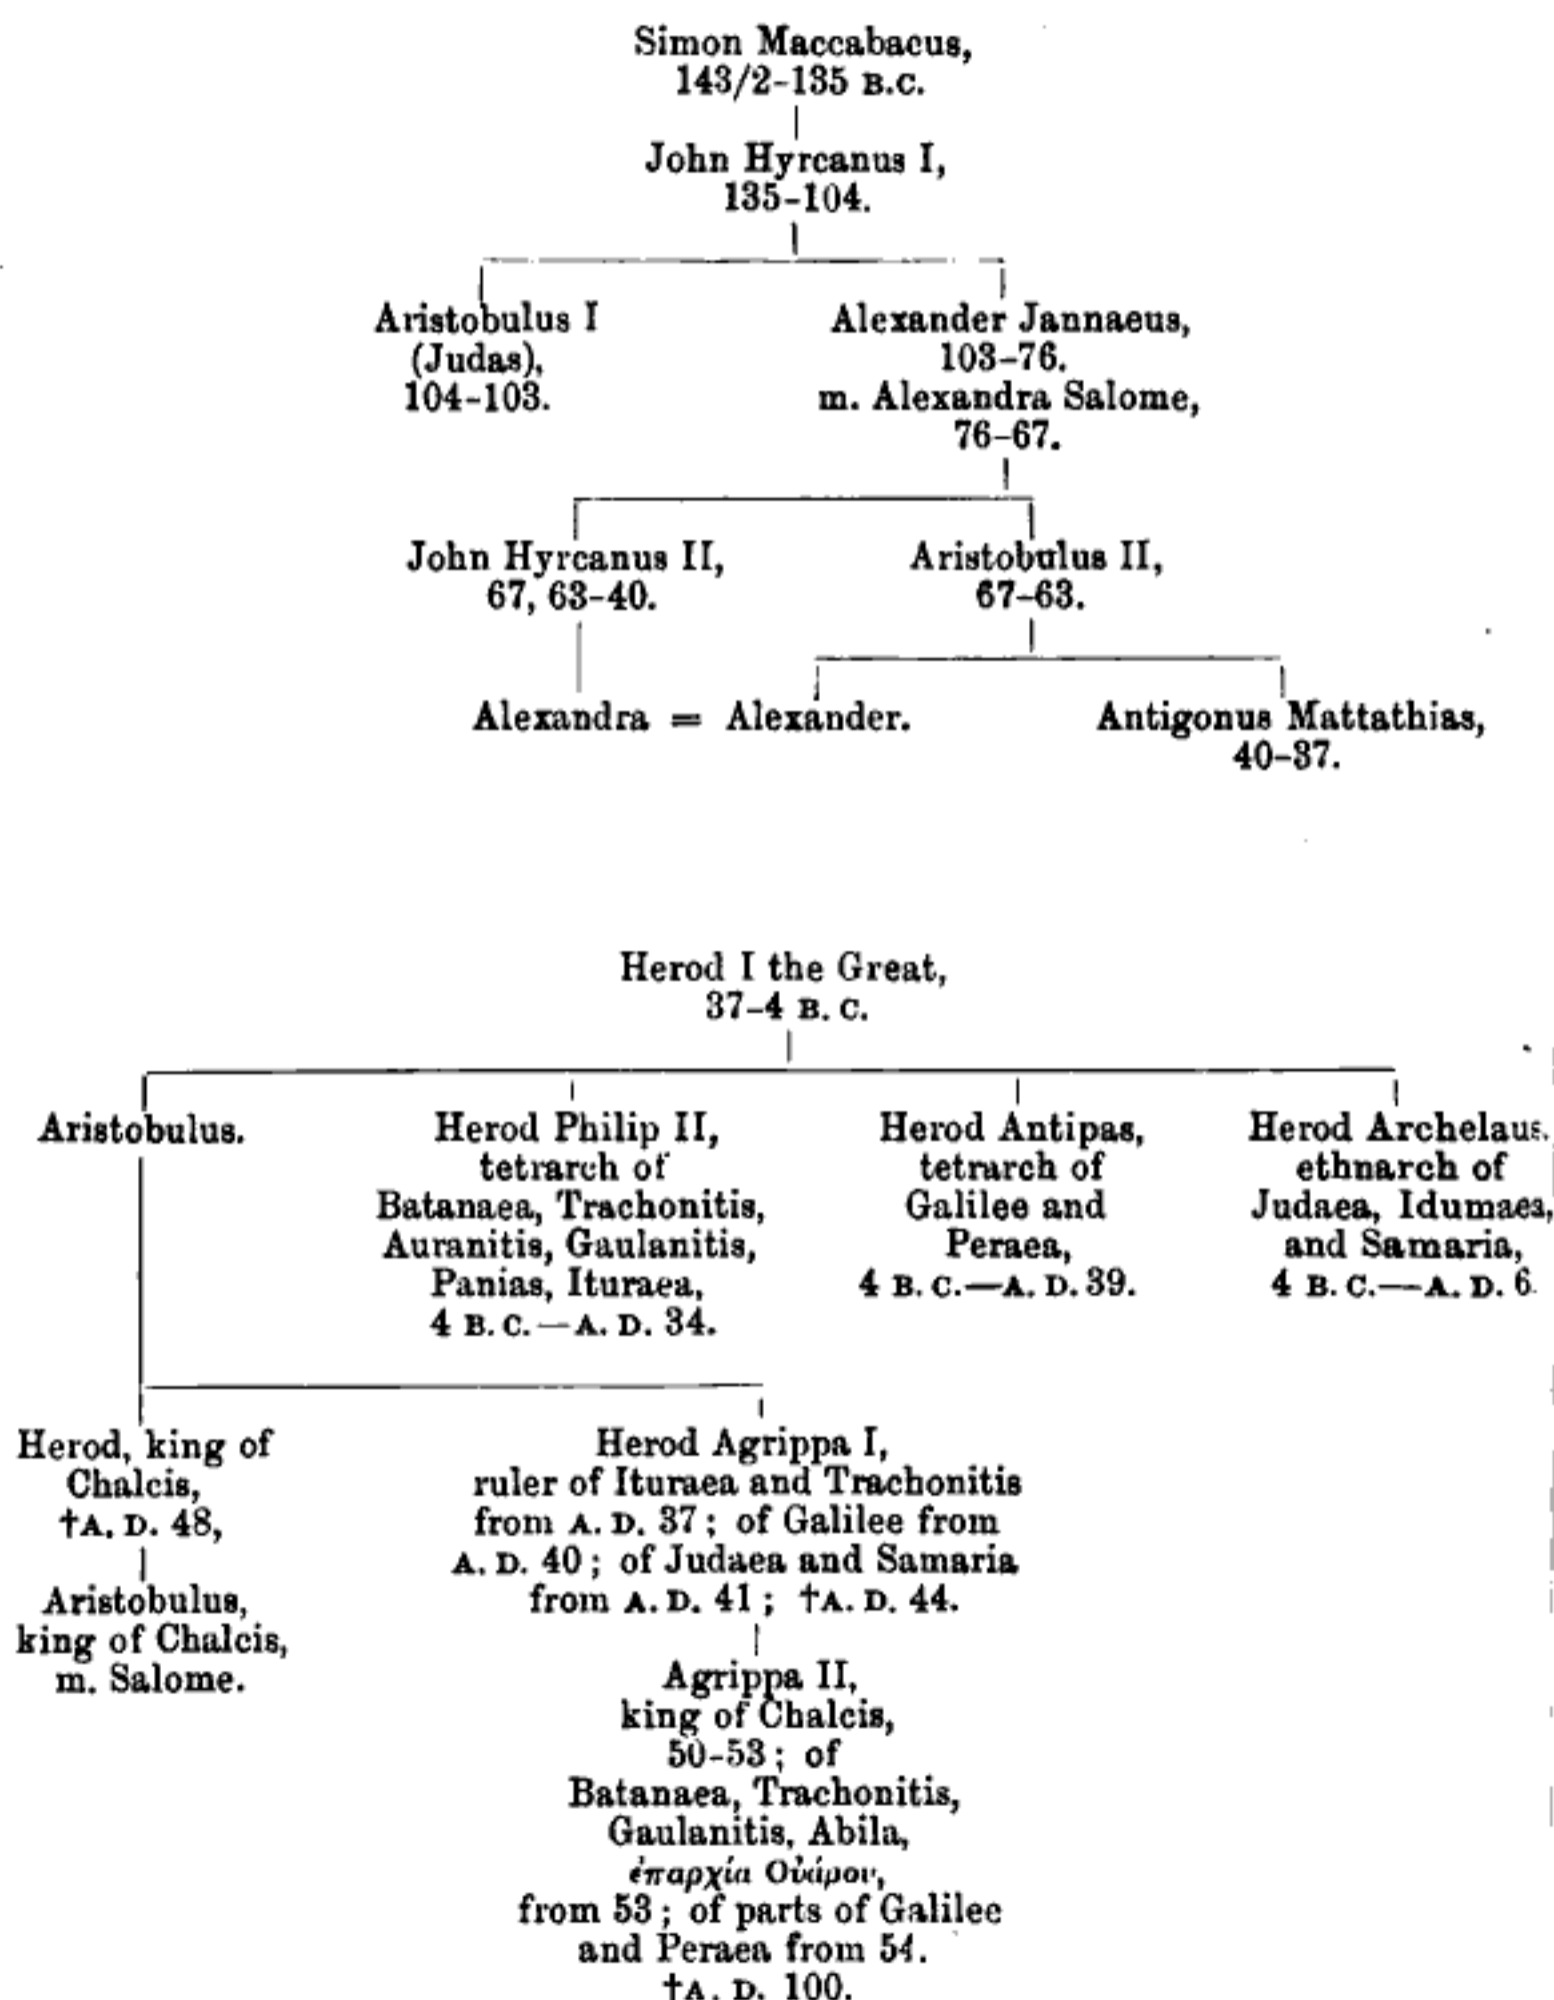 Simon Maccabaeus,
143/2-135 B.C.
John Hyrcanus I,
135-104.
Aristobulus I
(Judas),
104-103.
Alexander Jannaeus,
103-76.
m. Alexandra Salome,
76-67.
John Hyrcanus II,
67, 63-40.
Aristobulus II,
67-63.
Alexandra = Alexander.
Antigonus Mattathias,
40-37.
Herod I the Great,
37-4 B. C.
Aristobulus.
Herod Philip II,
tetrarch of
Batanaea, Trachonitis,
Auranitis, Gaulanitis,
Panias, Ituraea,
4 B. C.—A. D. 34.
Herod Antipas,
tetrarch of
Galilee and
Peraea,
4 B. C.—A. D. 39.
Herod Archelaus,
ethnarch of
Judaea, Idumaea,
and Samaria,
4 B. C.—A. D. 6.
Herod, king of
Chalcis,
†A. D. 48,
Aristobulus,
king of Chalcis,
m. Salome.
Herod Agrippa I,
ruler of Ituraea and Trachonitis
from A. D. 37; of Galilee from
A. D. 40; of Judaea and Samaria
from A. D. 41; †A. D. 44.
Agrippa II,
king of Chalcis,
50-53; of
Batanaea, Trachonitis,
Gaulanitis, Abila,
ἐπαρχία Οὐάρου,
from 53; of parts of Galilee
and Peraea from 54.
†A. D. 100.